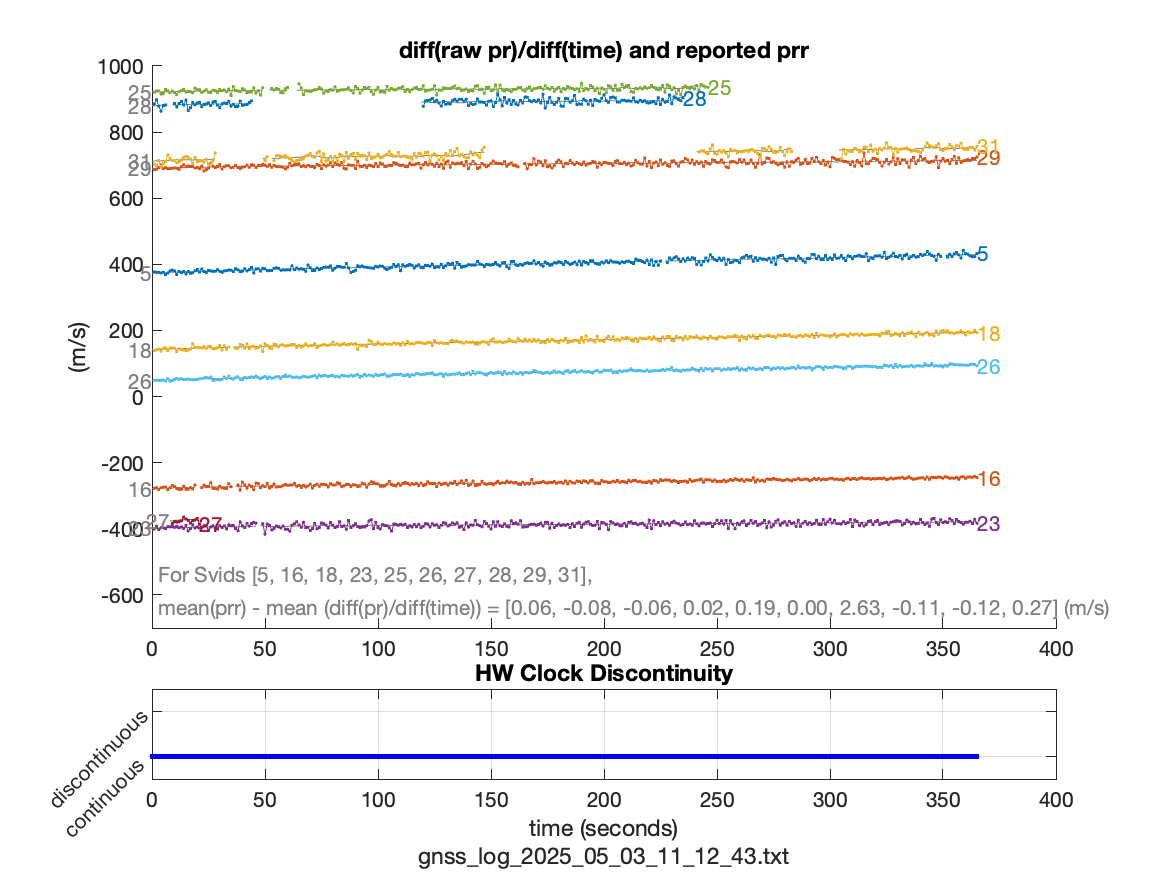 diff(raw pr)/diff(time) and reported prr
1000
800
600
400
200
0
-200
-400
-600
(m/s)
25
28
31
29
5
18
26
16
27
23
25
28
31
29
5
18
26
16
27
23
For Svids [5, 16, 18, 23, 25, 26, 27, 28, 29, 31],
mean(prr) - mean (diff(pr)/diff(time)) = [0.06, -0.08, -0.06, 0.02, 0.19, 0.00, 2.63, -0.11, -0.12, 0.27] (m/s)
0 50 100 150 200 250 300 350 400
HW Clock Discontinuity
discontinuous
continuous
0 50 100 150 200 250 300 350 400
time (seconds)
gnss_log_2025_05_03_11_12_43.txt